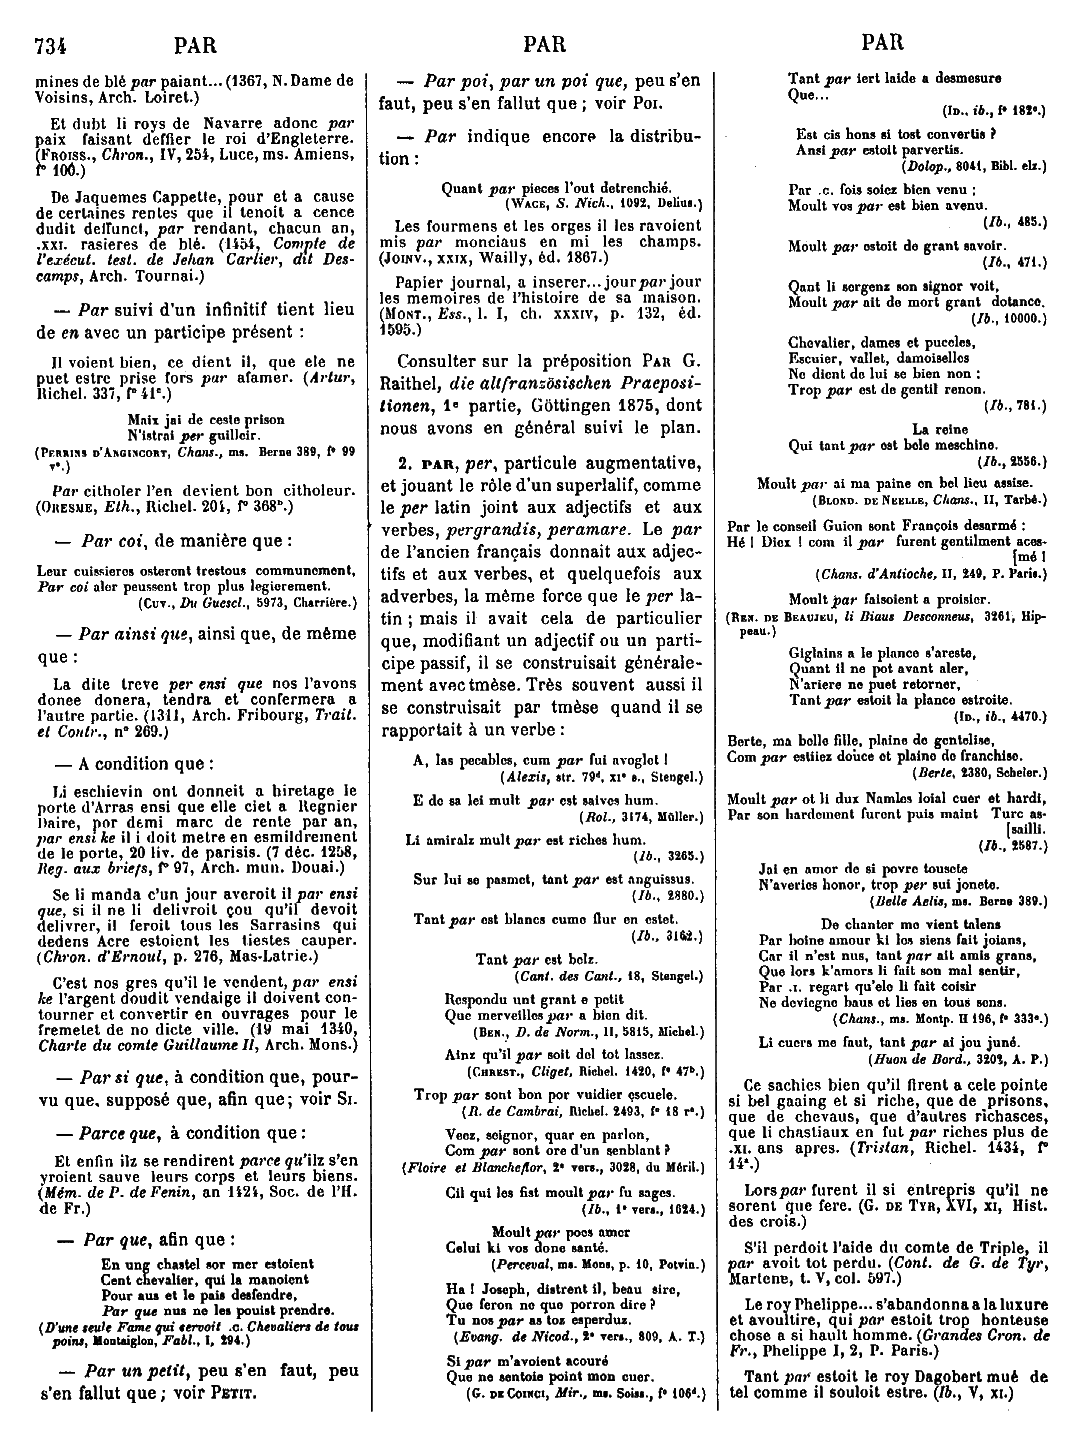 734 PAR PAR PAR
mines de blé par paiant... (1367, N. Dame de
Voisins, Arch. Loiret.)
Et dubt li roys de Navarre adonc par
paix faisant deffier le roi d'Engleterre.
(FROISS., Chron., IV, 254, Luce, ms. Amiens,
f° 100.)
De Jaquemes Cappette, pour et a cause
de certaines rentes que il tenoit a cence
dudit deffunct, par rendant, chacun an,
.XXI. rasieres de blé. (1454, Compte de
l'exécut. test. de Jehan Carlier, dit Des-
camps, Arch. Tournai.)
— Par suivi d'un infinitif tient lieu
de en avec un participe présent :
Il voient bien, ce dient il, que ele ne
puet estre prise fors par afamer. (Artur,
Richel. 337, f° 41c.)
Maix jai de ceste prison
N'istrai per guilleir.
(PERRINS D'ANGINCORT, Chans., ms. Berne 389, f° 99
v°.)
Par citholer l'en devient bon citholeur.
(ORESME, Eth., Richel. 204, f° 368b.)
— Par coi, de manière que :
Leur cuissieres osteront trestous communement,
Par coi aler peussent trop plus legierement.
(CUV., Du Guescl., 5973, Charrière.)
— Par ainsi que, ainsi que, de même
que :
La dite treve per ensi que nos l'avons
donee donera, tendra et confermera a
l'autre partie. (1311, Arch. Fribourg, Trait.
et Contr., n° 269.)
— A condition que :
Li eschievin ont donneit a hiretage le
porte d'Arras ensi que elle ciet a Regnier
Daire, por demi marc de rente par an,
par ensi ke il i doit metre en esmildrement
de le porte, 20 liv. de parisis. (7 déc. 1258,
Reg. aux briefs, f° 97, Arch. mun. Douai.)
Se li manda c'un jour averoit il par ensi
que, si il ne li delivroit çou qu'il devoit
delivrer, il feroit tous les Sarrasins qui
dedens Acre estoient les tiestes cauper.
(Chron. d'Ernoul, p. 276, Mas-Latrie.)
C'est nos gres qu'il le vendent, par ensi
ke l'argent doudit vendaige il doivent con-
tourner et convertir en ouvrages pour le
fremetet de no dicte ville. (19 mai 1340,
Charte du comte Guillaume II, Arch. Mons.)
— Par si que, à condition que, pour-
vu que, supposé que, afin que ; voir SI.
— Parce que, à condition que :
Et enfin ilz se rendirent parce qu'ilz s'en
yroient sauve leurs corps et leurs biens.
(Mém. de P. de Fenin, an 1424, Soc. de l'H.
de Fr.)
— Par que, afin que :
En ung chastel sor mer estoient
Cent chevalier, qui la manoient
Pour aus et le païs desfendre,
Par que nus ne les pouist prendre.
(D'une seule Fame qui servoit .c. Chevaliers de tous
poins, Montaiglon, Fabl., I, 294.)
— Par un petit, peu s'en faut, peu
s'en fallut que ; voir PETIT.
— Par poi, par un poi que, peu s'en
faut, peu s'en fallut que ; voir POI.
— Par indique encore la distribu-
tion :
Quant par pieces l'out detrenchié.
(WACE, S. Nich., 1092, Delius.)
Les fourmens et les orges il les ravoient
mis par monciaus en mi les champs.
(JOINV., XXIX, Wailly, éd. 1867.)
Papier journal, a inserer... jour par jour
les memoires de l'histoire de sa maison.
(MONT., Ess., l. I, ch. XXXIV, p. 132, éd.
1595.)
Consulter sur la préposition PAR G.
Raithel, die altfranzösischen Praeposi-
tionen, 1e partie, Göttingen 1875, dont
nous avons en général suivi le plan.
2. PAR, per, particule augmentative,
et jouant le rôle d'un superlatif, comme
le per latin joint aux adjectifs et aux
verbes, pergrandis, peramare. Le par
de l'ancien français donnait aux adjec-
tifs et aux verbes, et quelquefois aux
adverbes, la même force que le per la-
tin ; mais il avait cela de particulier
que, modifiant un adjectif ou un parti-
cipe passif, il se construisait générale-
ment avec tmèse. Très souvent aussi il
se construisait par tmèse quand il se
rapportait à un verbe :
A, las pecables, cum par fui avoglet !
(Alexis, str. 79d, XIe s., Stengel.)
E de sa lei mult par est saives hum.
(Rol., 3174, Müller.)
Li amiralz mult par est riches hum.
(Ib., 3265.)
Sur lui se pasmet, tant par est anguissus.
(Ib., 2880.)
Tant par est blancs cume flur en estet.
(Ib., 3162.)
Tant par est belz.
(Cant. des Cant., 18, Stengel.)
Respondu unt grant e petit
Que merveilles par a bien dit.
(BEN., D. de Norm., II, 5815, Michel.)
Ainz qu'il par soit del tot lassez.
(CHREST., Cliget, Richel. 1420, f° 47b.)
Trop par sont bon por vuidier escuele.
(R. de Cambrai, Richel. 2493, f° 18 r°.)
Veez, seignor, quar en parlon,
Com par sont ore d'un senblant ?
(Floire et Blancheflor, 2e vers., 3028, du Méril.)
Cil qui les fist moult par fu sages.
(Ib., 1e vers., 1624.)
Moult par poes amer
Celui ki vos done santé.
(Perceval, ms. Mons, p. 10, Potvin.)
Ha ! Joseph, distrent il, beau sire,
Que feron ne que porron dire ?
Tu nos par as toz esperduz.
(Evang. de Nicod., 2e vers., 809, A. T.)
Si par m'avoient acouré
Que ne sentoie point mon cuer.
(G. DE COINCI, Mir., ms. Soiss., f° 106d.)
Tant par iert laide a desmesure
Que...
(ID., ib., f° 182c.)
Est cis hons si tost convertis ?
Ansi par estoit parvertis.
(Dolop., 8041, Bibl. elz.)
Par .c. fois soiez bien venu ;
Moult vos par est bien avenu.
(Ib., 485.)
Moult par estoit de grant savoir.
(Ib., 471.)
Qant li sergenz son signor voit,
Moult par ait de mort grant dotance.
(Ib., 10000.)
Chevalier, dames et puceles,
Escuier, vallet, damoiselles
Ne dient de lui se bien non :
Trop par est de gentil renon.
(Ib., 781.)
La reine
Qui tant par est bele meschine.
(Ib., 2556.)
Moult par ai ma paine en bel lieu assise.
(BLOND. DE NEELLE, Chans., II, Tarbé.)
Par le conseil Guion sont François desarmé :
Hé ! Diex ! com il par furent gentilment aces-
[mé !
(Chans. d'Antioche, II, 249, P. Paris.)
Moult par faisoient a proisier.
(REN. DE BEAUJEU, li Biaus Desconneus, 3261, Hip-
peau.)
Giglains a le plance s'areste,
Quant il ne pot avant aler,
N'ariere ne puet retorner,
Tant par estoit la plance estroite.
(ID., ib., 4470.)
Berte, ma belle fille, plaine de gentelise,
Com par estiiez douce et plaine de franchise.
(Berte, 2380, Scheler.)
Moult par ot li dux Namles loial cuer et hardi,
Par son hardement furent puis maint Turc as-
[sailli.
(Ib., 2587.)
Jai en amor de si povre tousete
N'averies honor, trop per sui jonete.
(Belle Aelis, ms. Berne 389.)
De chanter me vient talens
Par boine amour ki les siens fait joians,
Car il n'est nus, tant par ait amis grans,
Que lors k'amors li fait son mal sentir,
Par .I. regart qu'ele li fait coisir
Ne deviegne baus et lies en tous sens.
(Chans., ms. Montp. H 196, f° 333c.)
Li cuers me faut, tant par ai jou juné.
(Huon de Bord., 3202, A. P.)
Ce sachies bien qu'il firent a cele pointe
si bel gaaing et si riche, que de prisons,
que de chevaus, que d'autres richasces,
que li chastiaux en fut par riches plus de
.XI. ans apres. (Tristan, Richel. 1434, f°
14a.)
Lors par furent il si entrepris qu'il ne
sorent que fere. (G. DE TYR, XVI, XI, Hist.
des crois.)
S'il perdoit l'aide du comte de Triple, il
par avoit tot perdu. (Cont. de G. de Tyr,
Martene, t. V, col. 597.)
Le roy Phelippe... s'abandonna a la luxure
et avoultire, qui par estoit trop honteuse
chose a si hault homme. (Grandes Cron. de
Fr., Phelippe I, 2, P. Paris.)
Tant par estoit le roy Dagobert mué de
tel comme il souloit estre. (Ib., V, XI.)